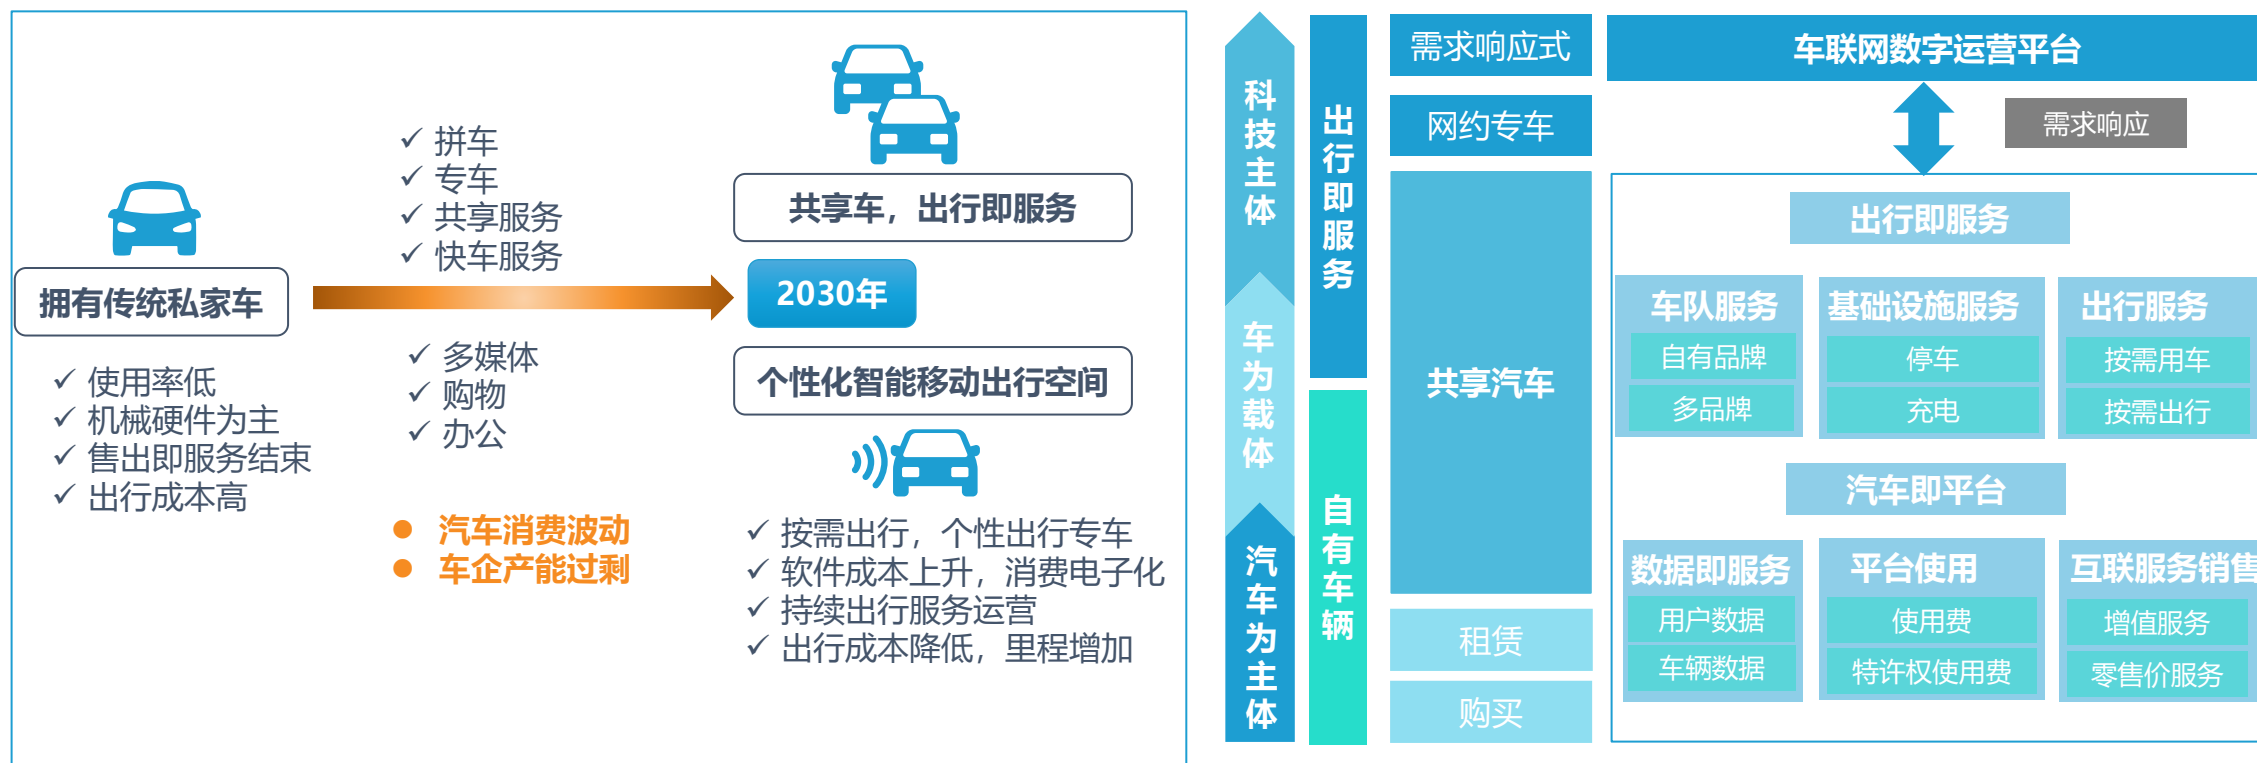 拥有传统私家车
✓ 使用率低
✓ 机械硬件为主
✓ 售出即服务结束
✓ 出行成本高
✓ 拼车
✓ 专车
✓ 共享服务
✓ 快车服务
✓ 多媒体
✓ 购物
✓ 办公
● 汽车消费波动
● 车企产能过剩
共享车，出行即服务
2030年
个性化智能移动出行空间
✓ 按需出行，个性出行专车
✓ 软件成本上升，消费电子化
✓ 持续出行服务运营
✓ 出行成本降低，里程增加
科技主体
车为载体
汽车为主体
出行即服务
自有车辆
需求响应式
网约专车
共享汽车
租赁
购买
车联网数字运营平台
需求响应
出行即服务
车队服务
自有品牌
多品牌
基础设施服务
停车
充电
出行服务
按需用车
按需出行
汽车即平台
数据即服务
用户数据
车辆数据
平台使用
使用费
特许权使用费
互联服务销售
增值服务
零售价服务